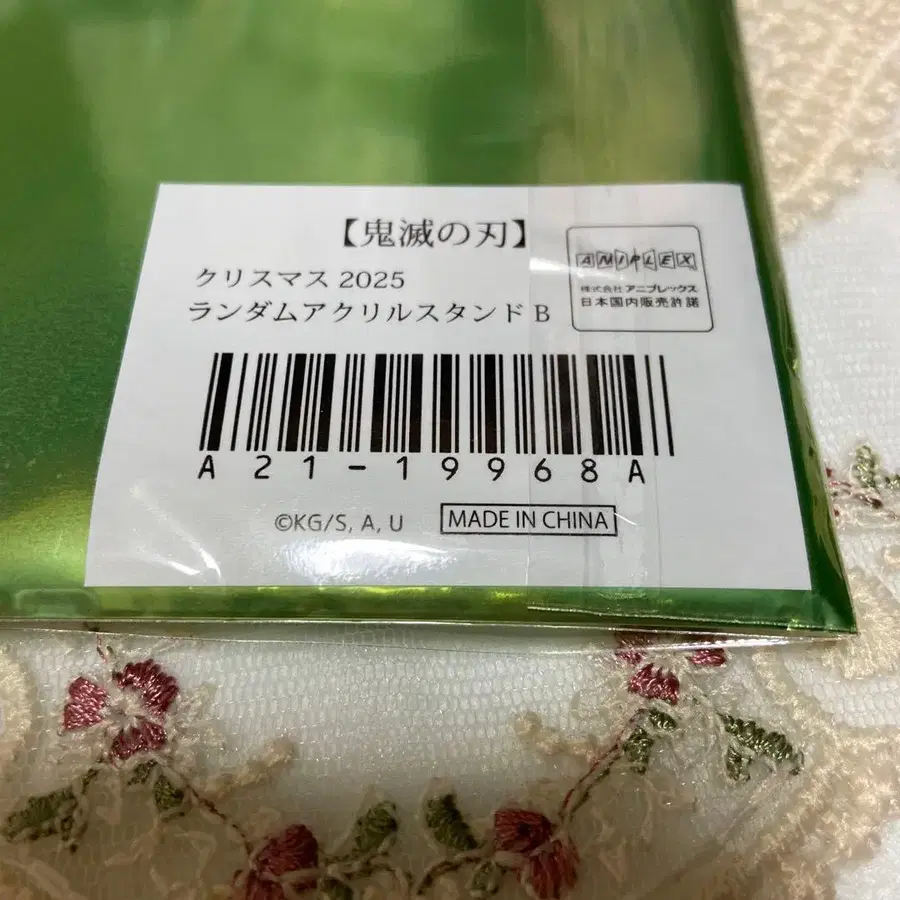 【鬼滅の刃】
クリスマス 2025
ランダムアクリルスタンド B
ANIPLEX
株式会社 アニプレックス
日本国内販売許諾
A21-19968A
©KG/S, A, U
MADE IN CHINA